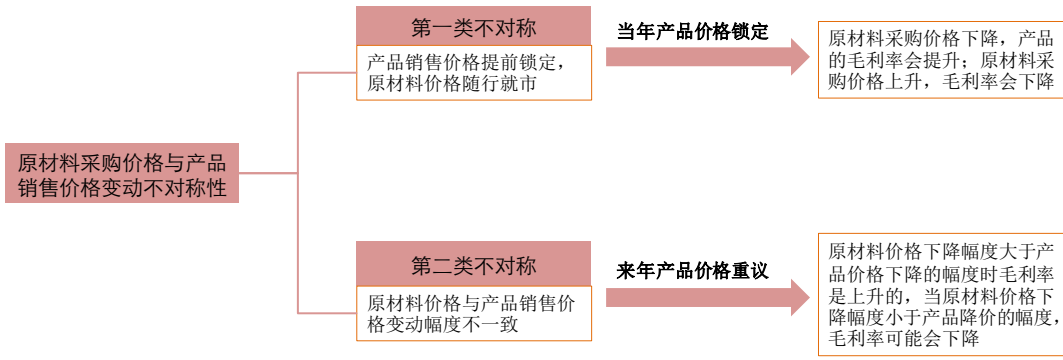 原材料采购价格与产品
销售价格变动不对称性
第一类不对称
产品销售价格提前锁定，
原材料价格随行就市
当年产品价格锁定
原材料采购价格下降，产品
的毛利率会提升；原材料采
购价格上升，毛利率会下降
第二类不对称
原材料价格与产品销售价
格变动幅度不一致
来年产品价格重议
原材料价格下降幅度大于产
品价格下降的幅度时毛利率
是上升的，当原材料价格下
降幅度小于产品降价的幅度，
毛利率可能会下降